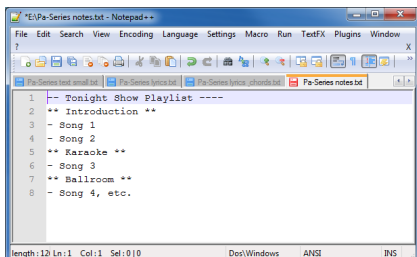 *E:\Pa-Series notes.txt - Notepad++
File Edit Search View Encoding Language Settings Macro Run TextFX Plugins Window
? X
Pa-Series text small.txt Pa-Series lyrics.txt Pa-Series lyrics_chords.txt Pa-Series notes.txt
1 -- Tonight Show Playlist ----
2 ** Introduction **
3 - Song 1
4 - Song 2
5 ** Karaoke **
6 - Song 3
7 ** Ballroom **
8 - Song 4, etc.
length : 12 Ln : 1 Col : 1 Sel : 0 | 0 Dos\Windows ANSI INS